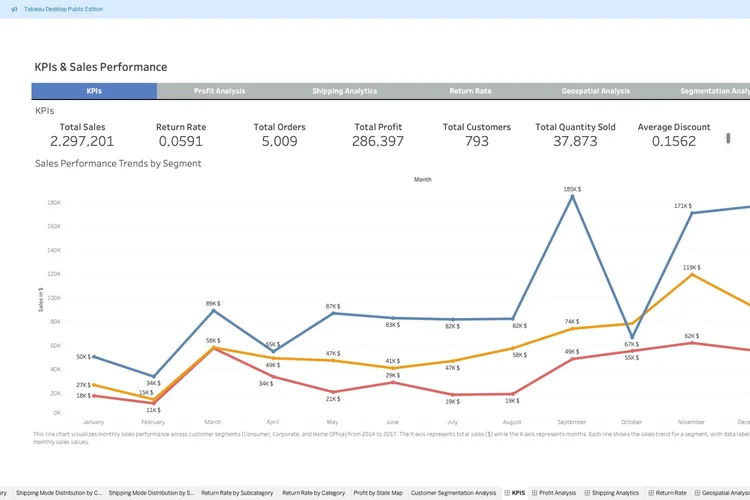 Tableau Desktop Public Edition
KPIs & Sales Performance
KPIs Profit Analysis Shipping Analytics Return Rate Geospatial Analysis Segmentation
KPIs
Total Sales Return Rate Total Orders Total Profit Total Customers Total Quantity Sold Average Discount
2,297,201 0.0591 5,009 286,397 793 37,873 0.1562
Sales Performance Trends by Segment
Month
Sales in $
180K
160K
140K
120K
100K
80K
60K
40K
20K
0K
50K $ 34K $ 89K $ 55K $ 87K $ 83K $ 82K $ 82K $ 185K $ 67K $ 171K $
27K $ 15K $ 58K $ 49K $ 47K $ 41K $ 47K $ 58K $ 74K $ 119K $
18K $ 11K $ 34K $ 21K $ 29K $ 19K $ 19K $ 49K $ 55K $ 62K $
January February March April May June July August September October November
This line chart visualizes monthly sales performance across customer segments (Consumer, Corporate, and Home Office) from 2014 to 2017. The Y-axis represents total sales ($) while the X-axis represents months. Each line shows the sales trend for a segment, with data
monthly sales values.
Shipping Mode Distribution by C... Shipping Mode Distribution by S... Return Rate by Subcategory Return Rate by Category Profit by State Map Customer Segmentation Analysis KPIS Profit Analysis Shipping Analytics Return Rate Geospatial Analysis